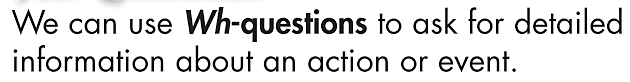 We can use Wh-questions to ask for detailed
information about an action or event.